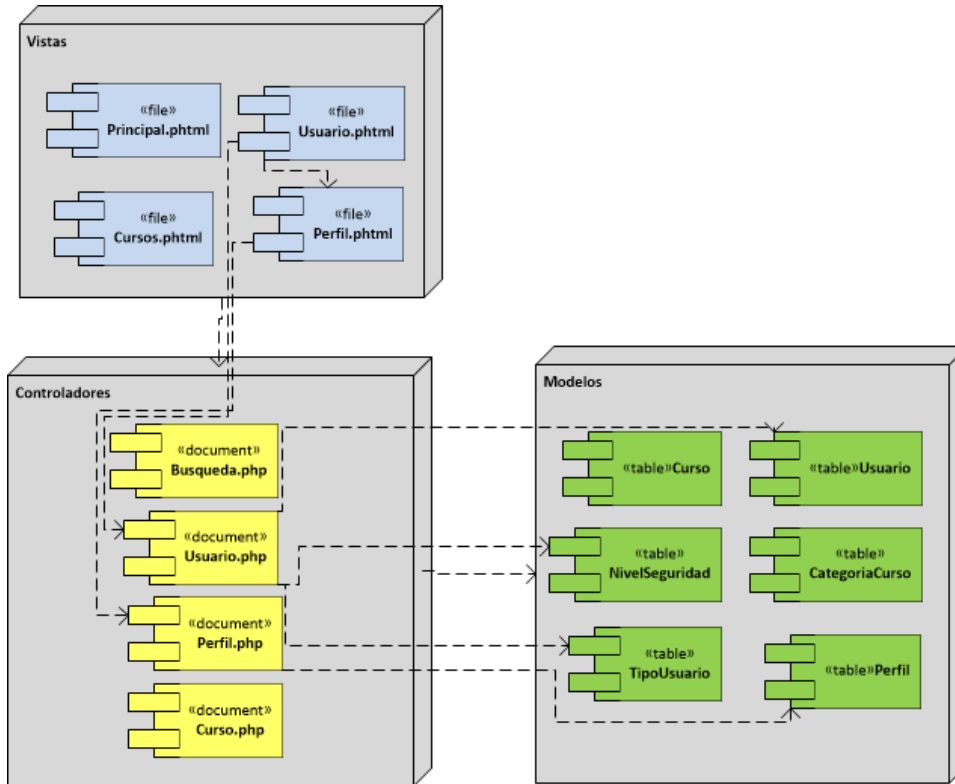 Vistas
«file»
Principal.phtml
«file»
Usuario.phtml
«file»
Cursos.phtml
«file»
Perfil.phtml
Controladores
«document»
Busqueda.php
«document»
Usuario.php
«document»
Perfil.php
«document»
Curso.php
Modelos
«table»Curso
«table»Usuario
«table»
NivelSeguridad
«table»
CategoriaCurso
«table»
TipoUsuario
«table»Perfil